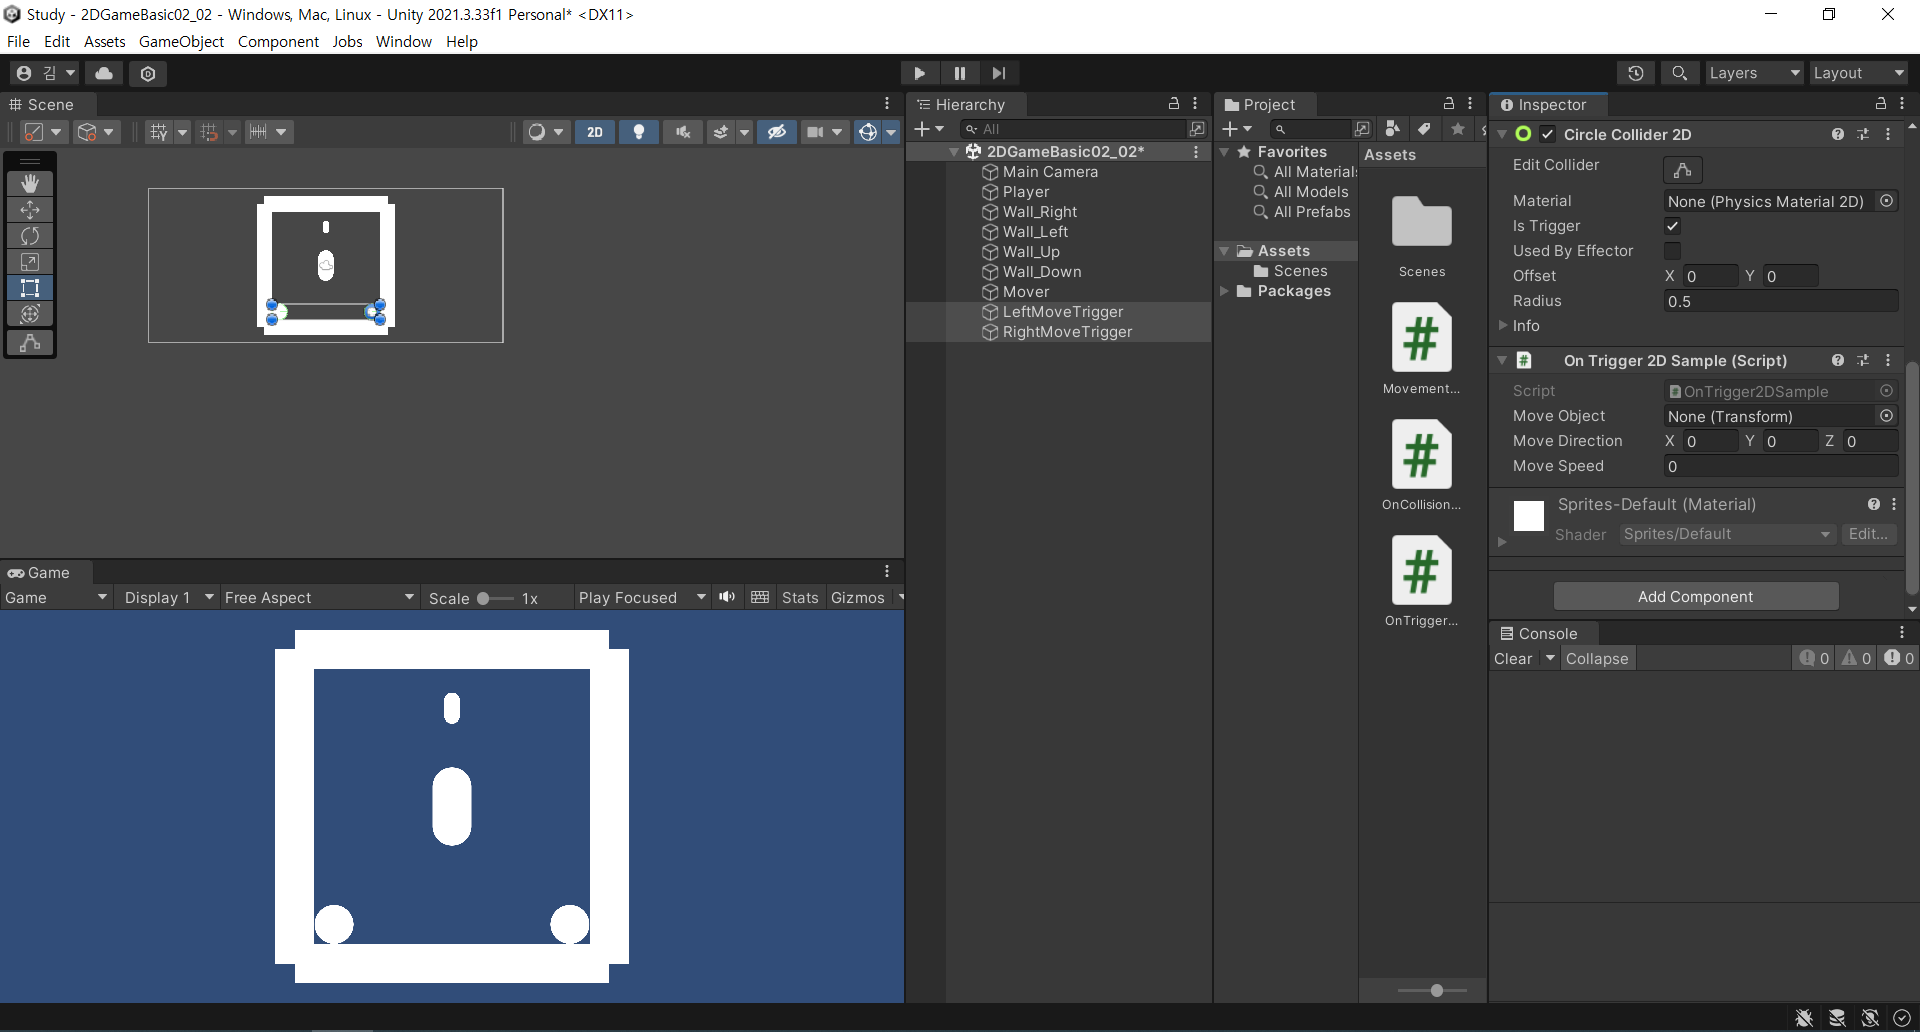 Study - 2DGameBasic02_02 - Windows, Mac, Linux - Unity 2021.3.33f1 Personal* <DX11>
File Edit Assets GameObject Component Jobs Window Help
김
Layers
Layout
Scene
2D
Game
Game
Display 1
Free Aspect
Scale 1x
Play Focused
Stats
Gizmos
Hierarchy
All
2DGameBasic02_02*
Main Camera
Player
Wall_Right
Wall_Left
Wall_Up
Wall_Down
Mover
LeftMoveTrigger
RightMoveTrigger
Project
Favorites
All Material
All Models
All Prefabs
Assets
Scenes
Packages
Assets
Scenes
Movement...
OnCollision...
OnTrigger...
Inspector
Circle Collider 2D
Edit Collider
Material None (Physics Material 2D)
Is Trigger
Used By Effector
Offset X 0 Y 0
Radius 0.5
Info
On Trigger 2D Sample (Script)
Script OnTrigger2DSample
Move Object None (Transform)
Move Direction X 0 Y 0 Z 0
Move Speed 0
Sprites-Default (Material)
Shader Sprites/Default Edit...
Add Component
Console
Clear Collapse 0 0 0